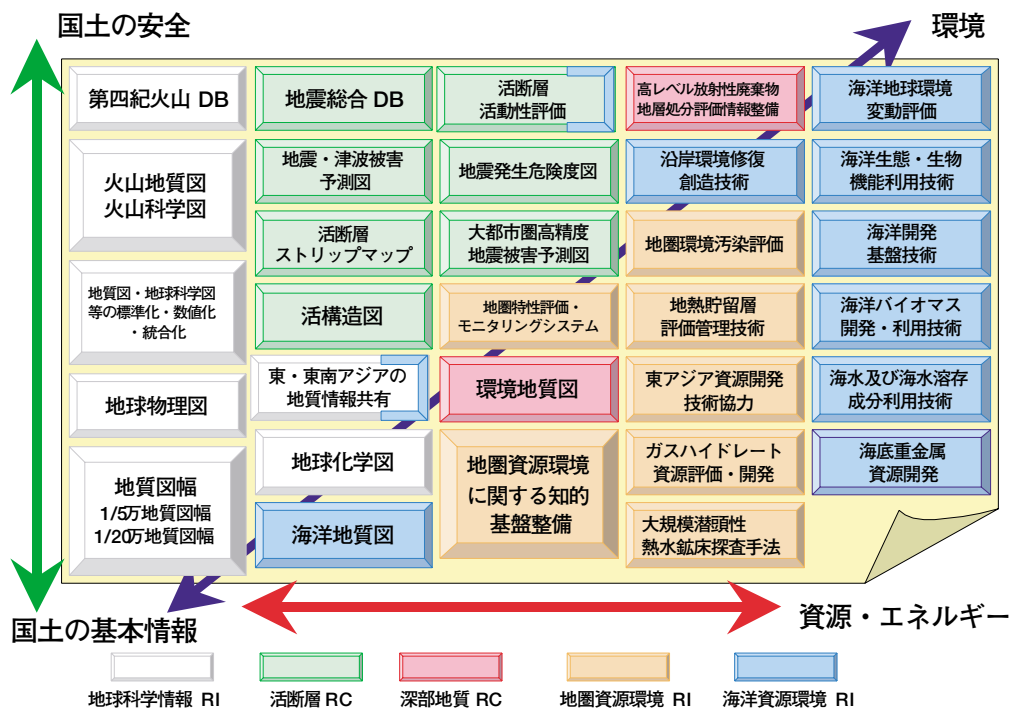 国土の安全
環境
第四紀火山 DB
地震総合 DB
活断層
活動性評価
高レベル放射性廃棄物
地層処分評価情報整備
海洋地球環境
変動評価
火山地質図
火山科学図
地震・津波被害
予測図
地震発生危険度図
沿岸環境修復
創造技術
海洋生態・生物
機能利用技術
活断層
ストリップマップ
大都市圏高精度
地震被害予測図
地圏環境汚染評価
海洋開発
基盤技術
地質図・地球科学図
等の標準化・数値化
・統合化
活構造図
地圏特性評価・
モニタリングシステム
地熱貯留層
評価管理技術
海洋バイオマス
開発・利用技術
地球物理図
東・東南アジアの
地質情報共有
環境地質図
東アジア資源開発
技術協力
海水及び海水溶存
成分利用技術
地質図幅
1/5万地質図幅
1/20万地質図幅
地球化学図
地圏資源環境
に関する知的
基盤整備
ガスハイドレート
資源評価・開発
海底重金属
資源開発
海洋地質図
大規模潜頭性
熱水鉱床探査手法
国土の基本情報
資源・エネルギー
地球科学情報 RI
活断層 RC
深部地質 RC
地圏資源環境 RI
海洋資源環境 RI